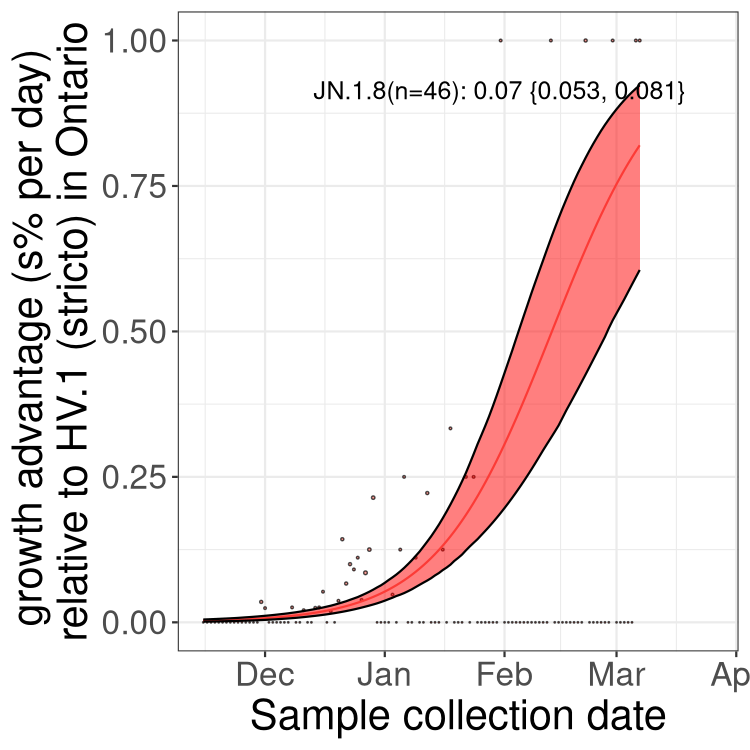 growth advantage (s% per day)
relative to HV.1 (stricto) in Ontario
1.00
0.75
0.50
0.25
0.00
JN.1.8(n=46): 0.07 {0.053, 0.081}
Dec Jan Feb Mar Ap
Sample collection date